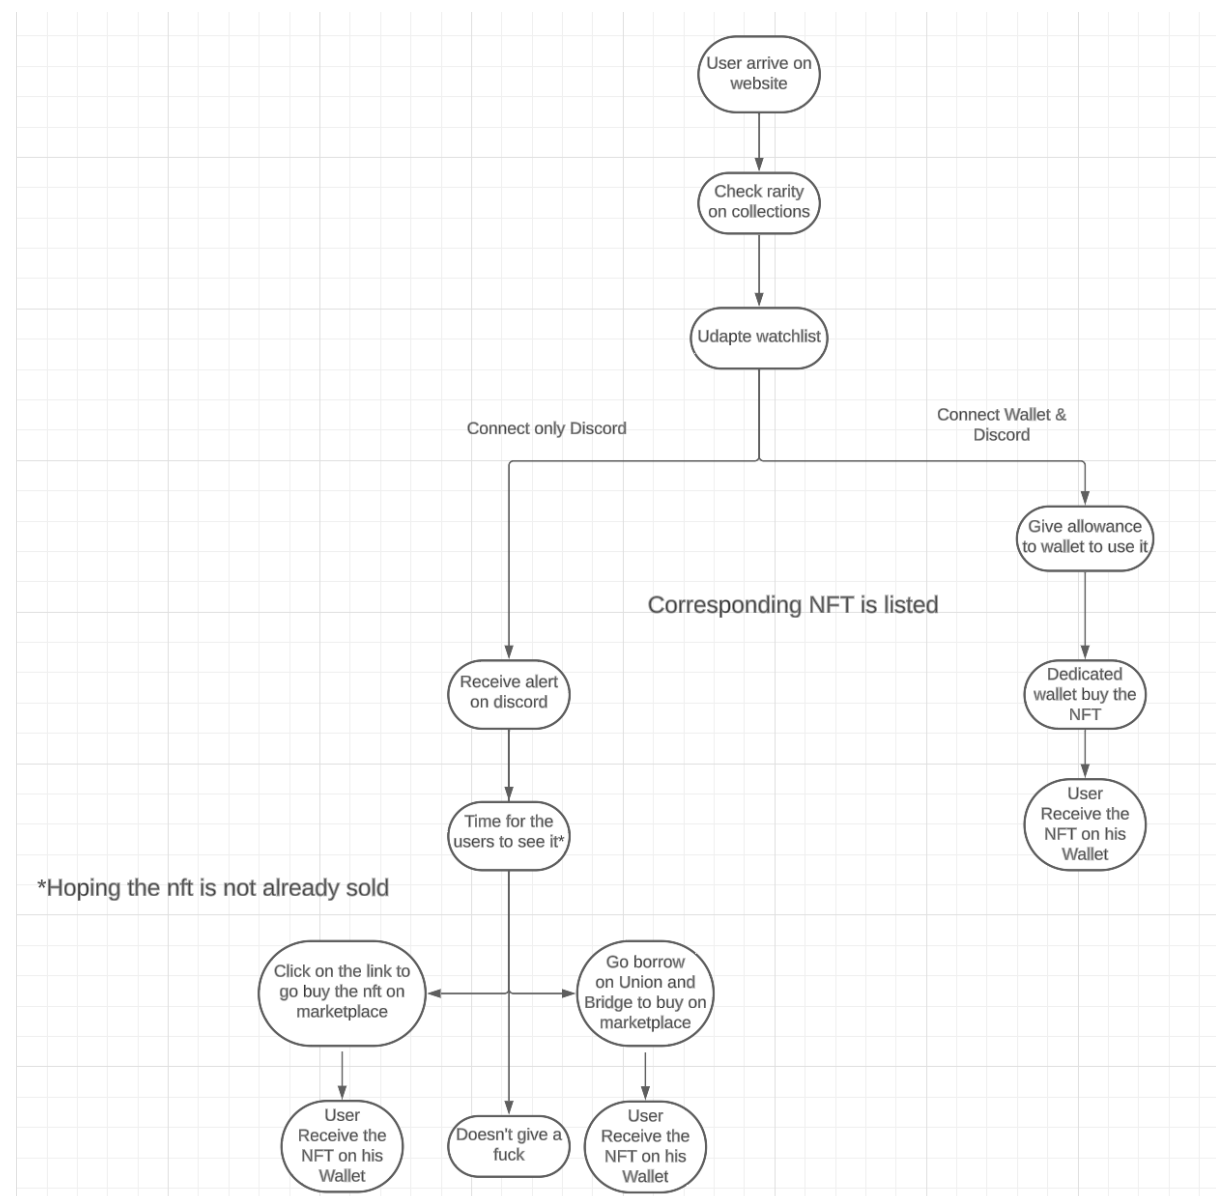 User arrive on
website
Check rarity
on collections
Udapte watchlist
Connect only Discord
Connect Wallet &
Discord
Give allowance
to wallet to use it
Corresponding NFT is listed
Receive alert
on discord
Dedicated
wallet buy the
NFT
Time for the
users to see it*
User
Receive the
NFT on his
Wallet
*Hoping the nft is not already sold
Click on the link to
go buy the nft on
marketplace
Go borrow
on Union and
Bridge to buy on
marketplace
User
Receive the
NFT on his
Wallet
Doesn't give a
fuck
User
Receive the
NFT on his
Wallet